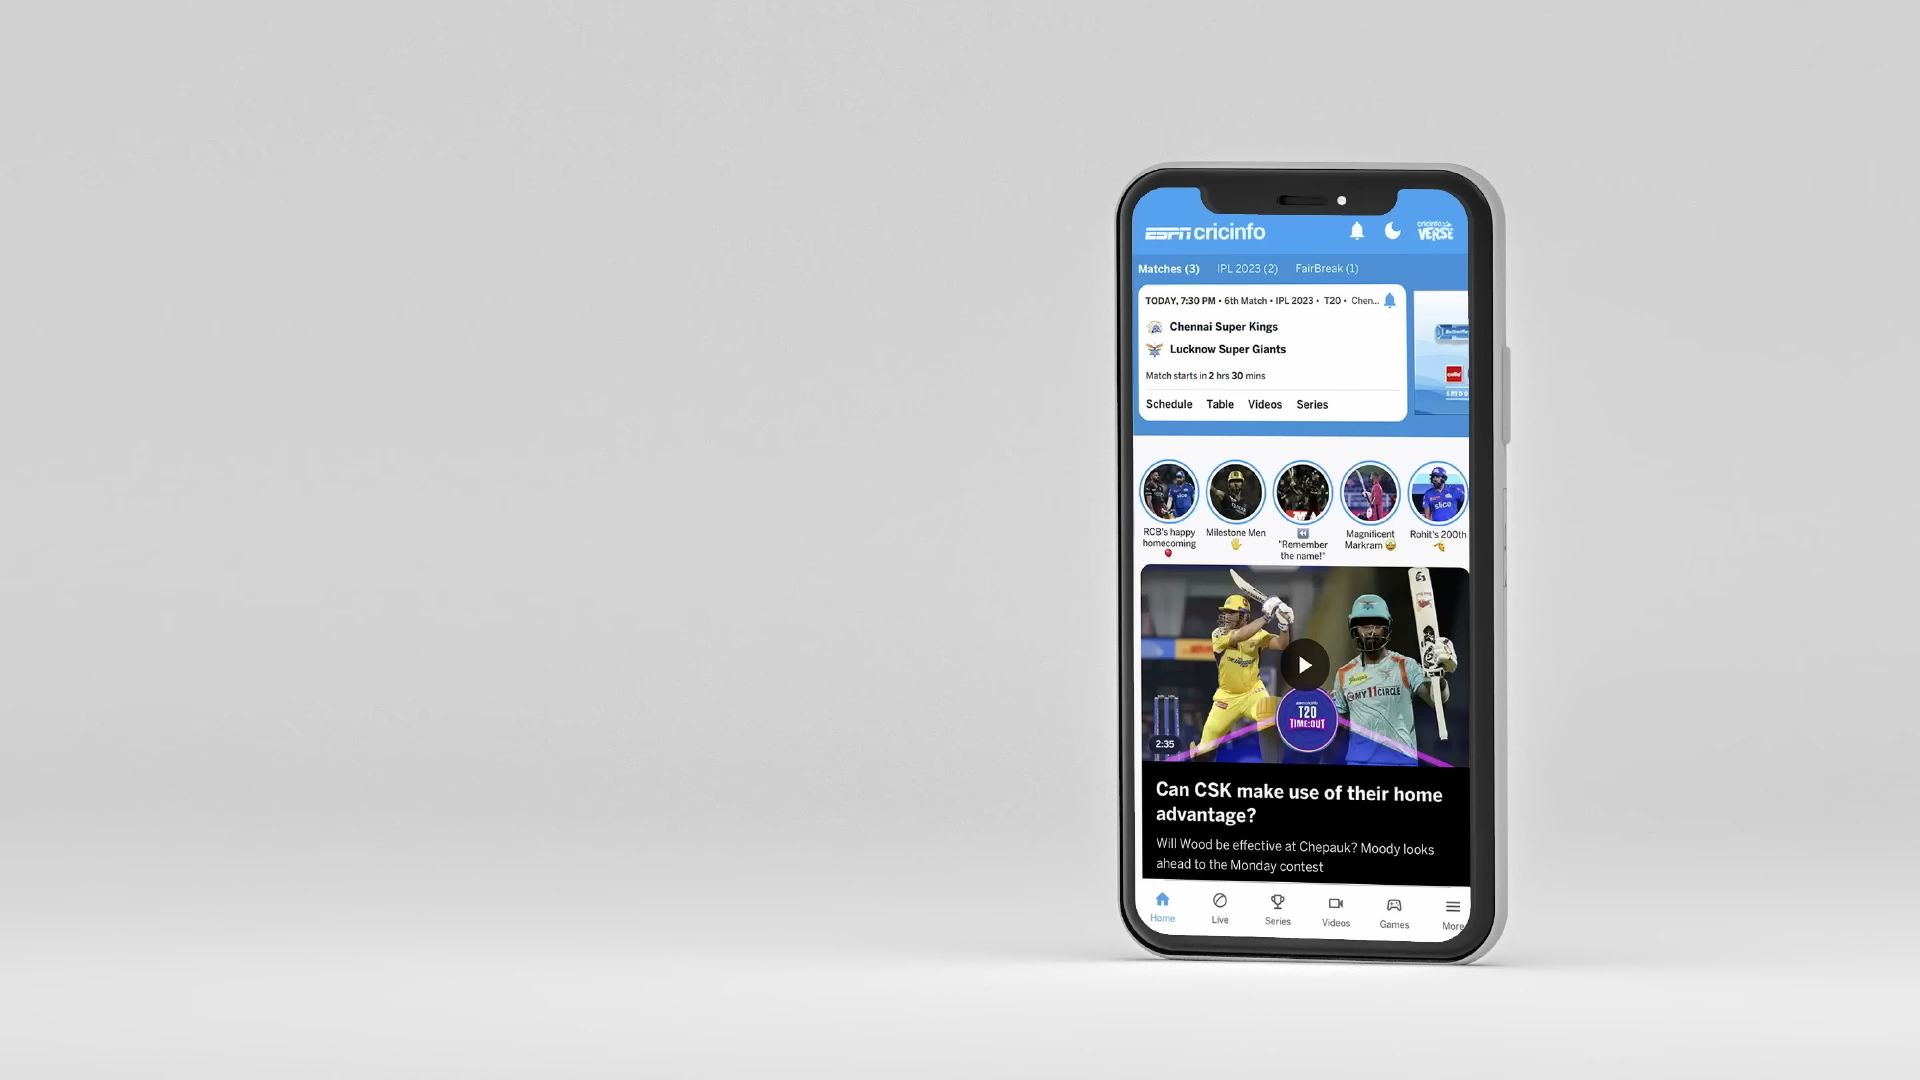 ESPN cricinfo
cricinfo
VERSE
Matches (3) IPL 2023 (2) FairBreak (1)
TODAY, 7:30 PM • 6th Match • IPL 2023 • T20 • Chen...
Chennai Super Kings
Lucknow Super Giants
Match starts in 2 hrs 30 mins
Schedule Table Videos Series
slice
slice
RCB's happy
homecoming
Milestone Men
"Remember
the name!"
Magnificent
Markram
Rohit's 200th
MY11CIRCLE
T20
TIME:OUT
2:35
Can CSK make use of their home
advantage?
Will Wood be effective at Chepauk? Moody looks
ahead to the Monday contest
Home Live Series Videos Games More